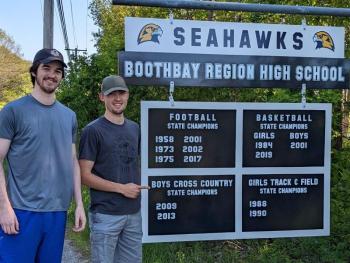 SEAHAWKS
BOOTHBAY REGION HIGH SCHOOL
FOOTBALL
STATE CHAMPIONS
1958 2001
1973 2002
1975 2017
BASKETBALL
STATE CHAMPIONS
GIRLS BOYS
1984 2001
2019
BOYS CROSS COUNTRY
STATE CHAMPIONS
2009
2013
GIRLS TRACK & FIELD
STATE CHAMPIONS
1988
1990